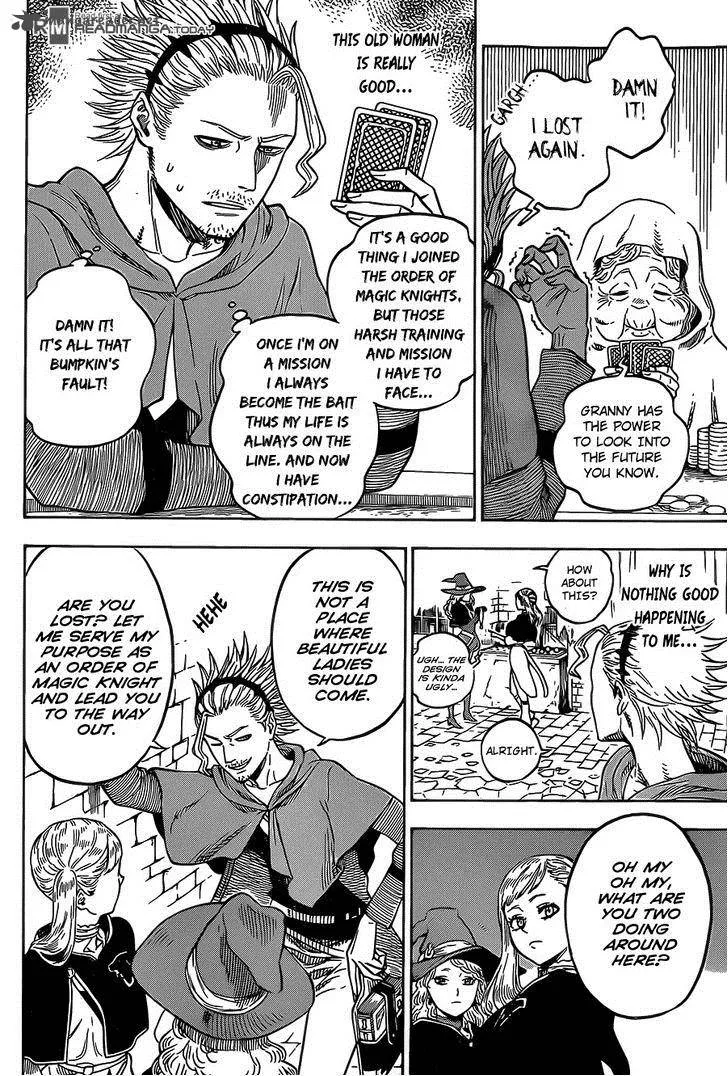 RM READMANGA.TODAY
DAMN
IT!
I LOST
AGAIN.
GARGH
GRANNY HAS
THE POWER
TO LOOK INTO
THE FUTURE
YOU KNOW.
THIS OLD WOMAN
IS REALLY
GOOD...
IT'S A GOOD
THING I JOINED
THE ORDER OF
MAGIC KNIGHTS,
BUT THOSE
HARSH TRAINING
AND MISSION
I HAVE TO
FACE...
ONCE I'M ON
A MISSION
I ALWAYS
BECOME THE BAIT
THUS MY LIFE IS
ALWAYS ON THE
LINE. AND NOW
I HAVE
CONSTIPATION...
DAMN IT!
IT'S ALL THAT
BUMPKIN'S
FAULT!
WHY IS
NOTHING GOOD
HAPPENING
TO ME...
HOW
ABOUT
THIS?
UGH... THE
DESIGN
IS KINDA
UGLY...
ALRIGHT.
OH MY
OH MY,
WHAT ARE
YOU TWO
DOING
AROUND
HERE?
THIS IS
NOT A
PLACE
WHERE
BEAUTIFUL
LADIES
SHOULD
COME.
HEHE
ARE YOU
LOST? LET
ME SERVE MY
PURPOSE AS
AN ORDER OF
MAGIC KNIGHT
AND LEAD YOU
TO THE WAY
OUT.